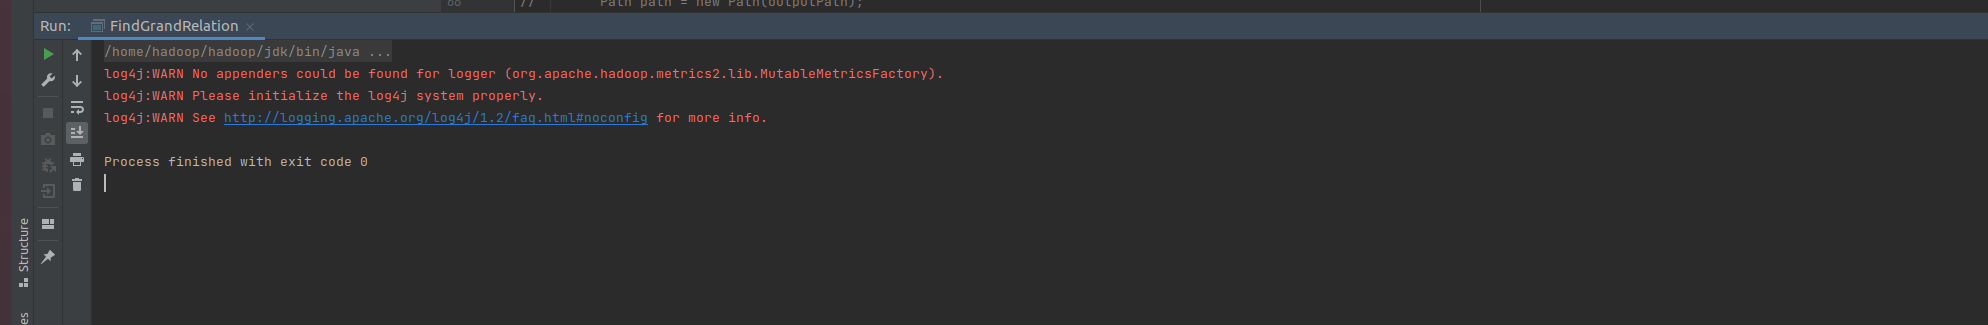 // Path path = new Path(outputPath);
Run: FindGrandRelation
/home/hadoop/hadoop/jdk/bin/java ...
log4j:WARN No appenders could be found for logger (org.apache.hadoop.metrics2.lib.MutableMetricsFactory).
log4j:WARN Please initialize the log4j system properly.
log4j:WARN See http://logging.apache.org/log4j/1.2/faq.html#noconfig for more info.
Process finished with exit code 0
Structure